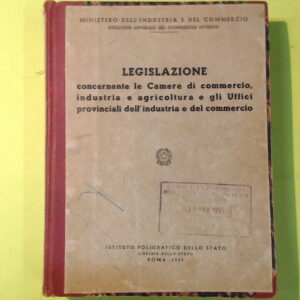 MINISTERO DELL'INDUSTRIA E DEL COMMERCIO
DIREZIONE GENERALE DEL COMMERCIO INTERNO
LEGISLAZIONE
concernente le Camere di commercio,
industria e agricoltura e gli Uffici
provinciali dell'industria e del commercio
ISTITUTO POLIGRAFICO DELLO STATO
LIBRERIA DELLO STATO
ROMA 1953